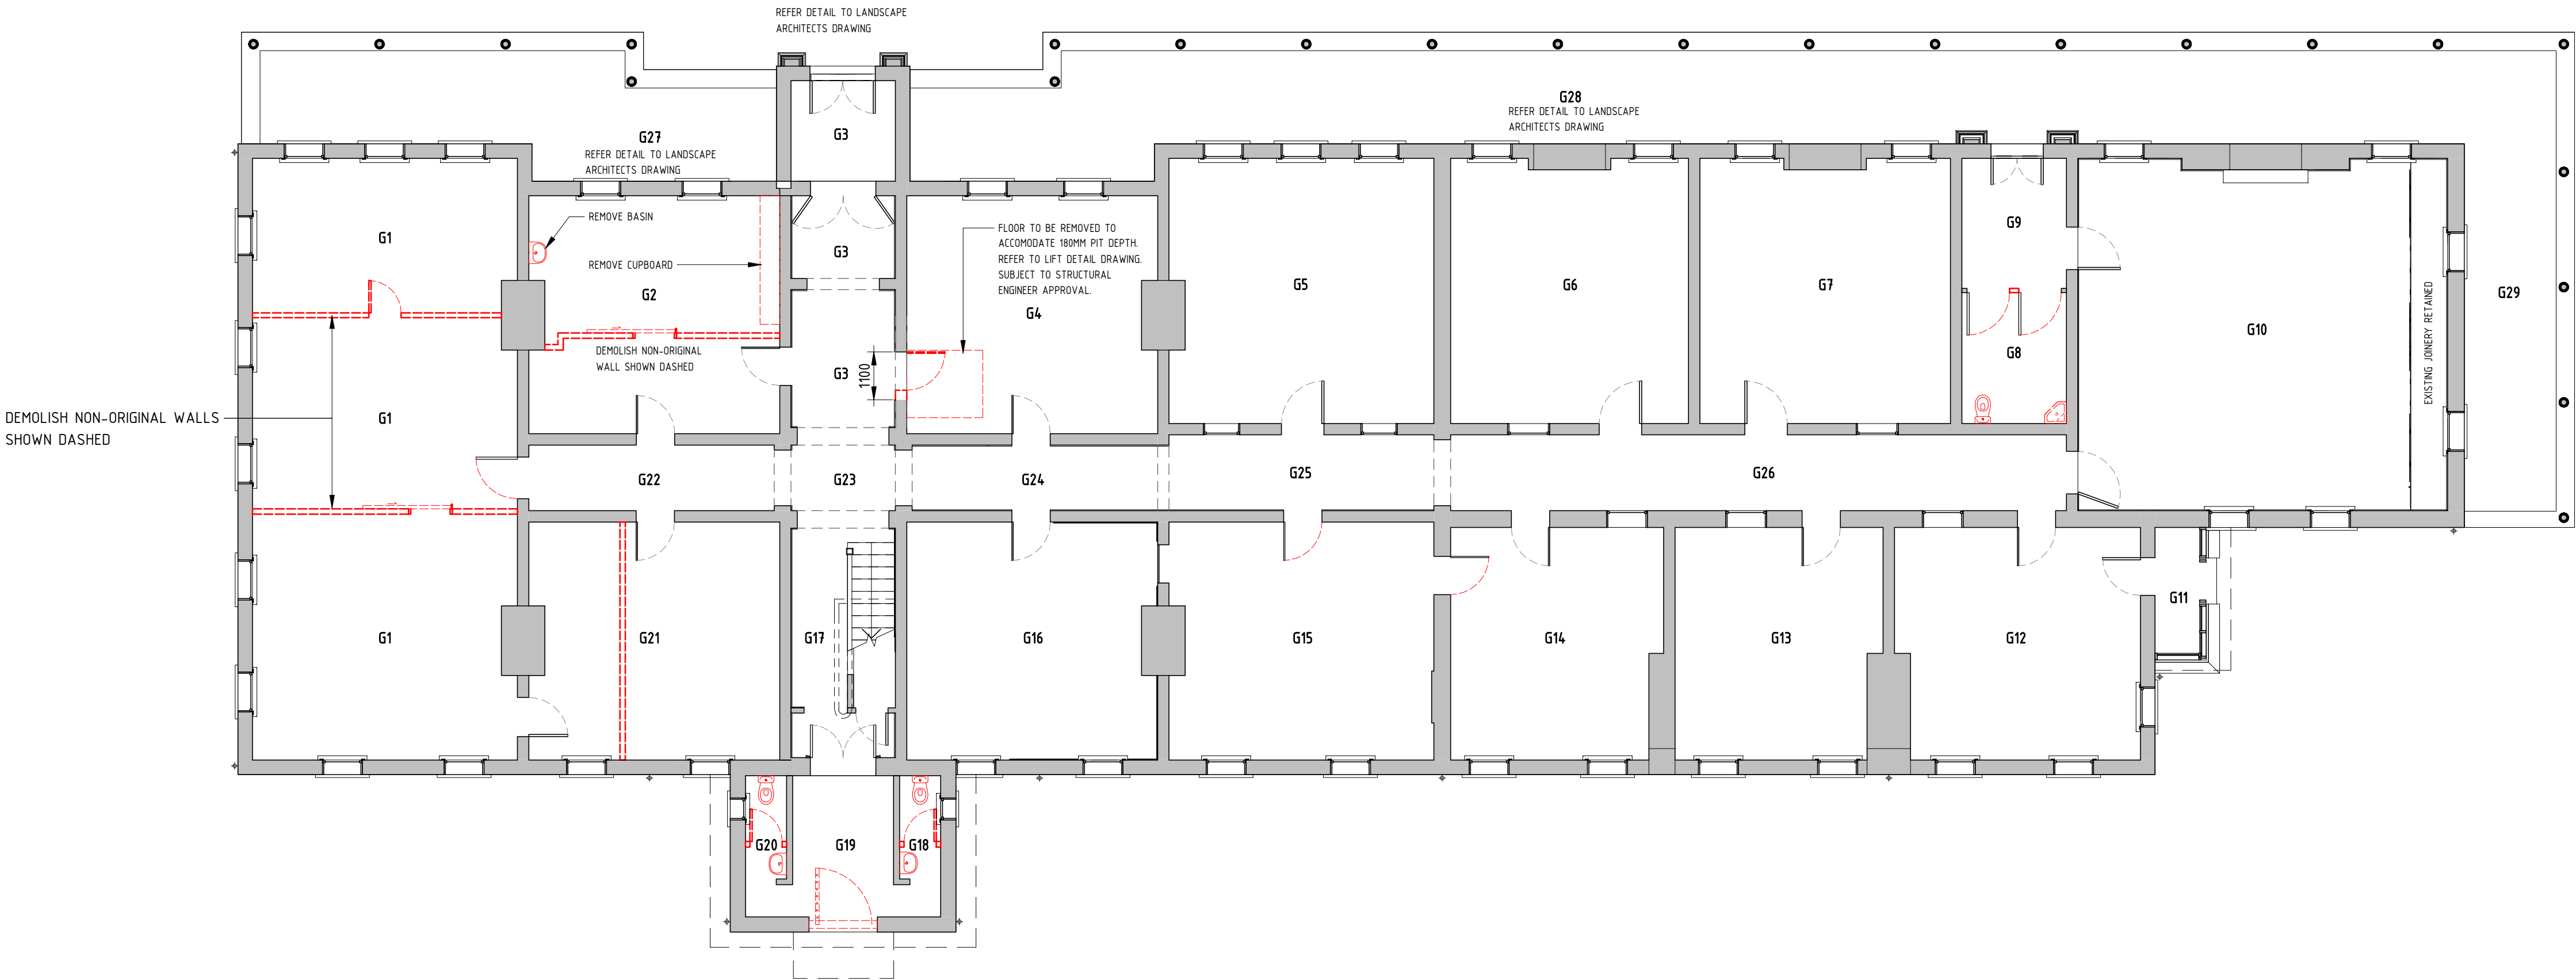 REFER DETAIL TO LANDSCAPE
ARCHITECTS DRAWING
G28
REFER DETAIL TO LANDSCAPE
ARCHITECTS DRAWING
G3
G27
REFER DETAIL TO LANDSCAPE
ARCHITECTS DRAWING
REMOVE BASIN
G9
FLOOR TO BE REMOVED TO
ACCOMODATE 180MM PIT DEPTH.
REFER TO LIFT DETAIL DRAWING.
SUBJECT TO STRUCTURAL
ENGINEER APPROVAL.
G1
G3
REMOVE CUPBOARD
G2
G4
G5
G6
G7
G29
G10
EXISTING JOINERY RETAINED
DEMOLISH NON-ORIGINAL
WALL SHOWN DASHED
G3
1100
G8
DEMOLISH NON-ORIGINAL WALLS
SHOWN DASHED
G1
G22
G23
G24
G25
G26
G11
G1
G21
G17
G16
G15
G14
G13
G12
G20
G19
G18